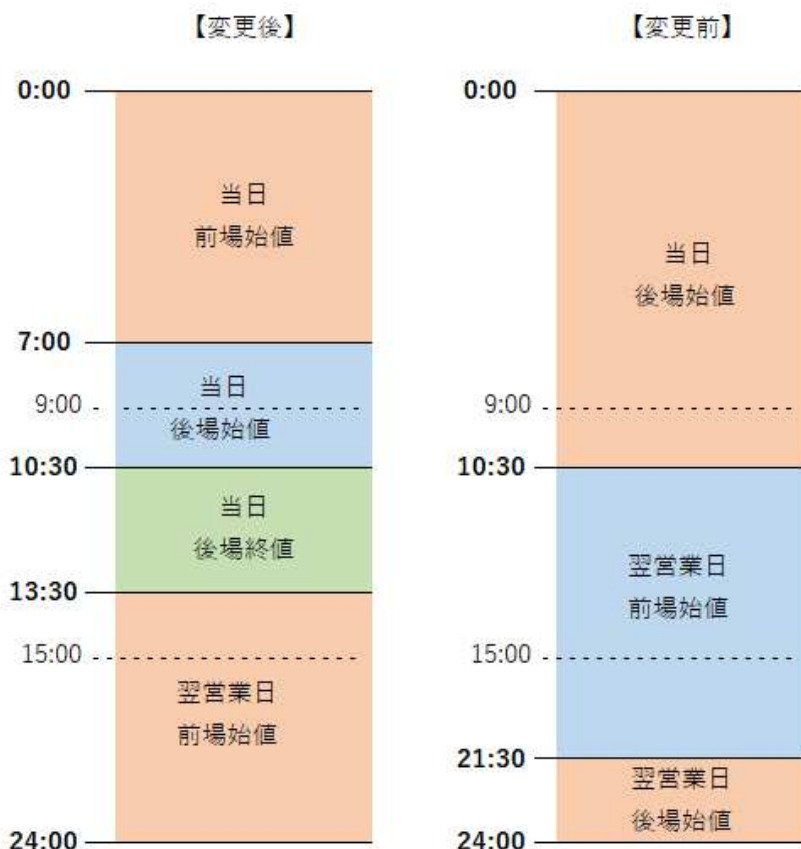 【変更後】
0:00
当日
前場始値
7:00
当日
9:00
後場始値
10:30
当日
後場終値
13:30
15:00
翌営業日
前場始値
24:00
【変更前】
0:00
当日
後場始値
9:00
10:30
翌営業日
前場始値
15:00
21:30
翌営業日
後場始値
24:00